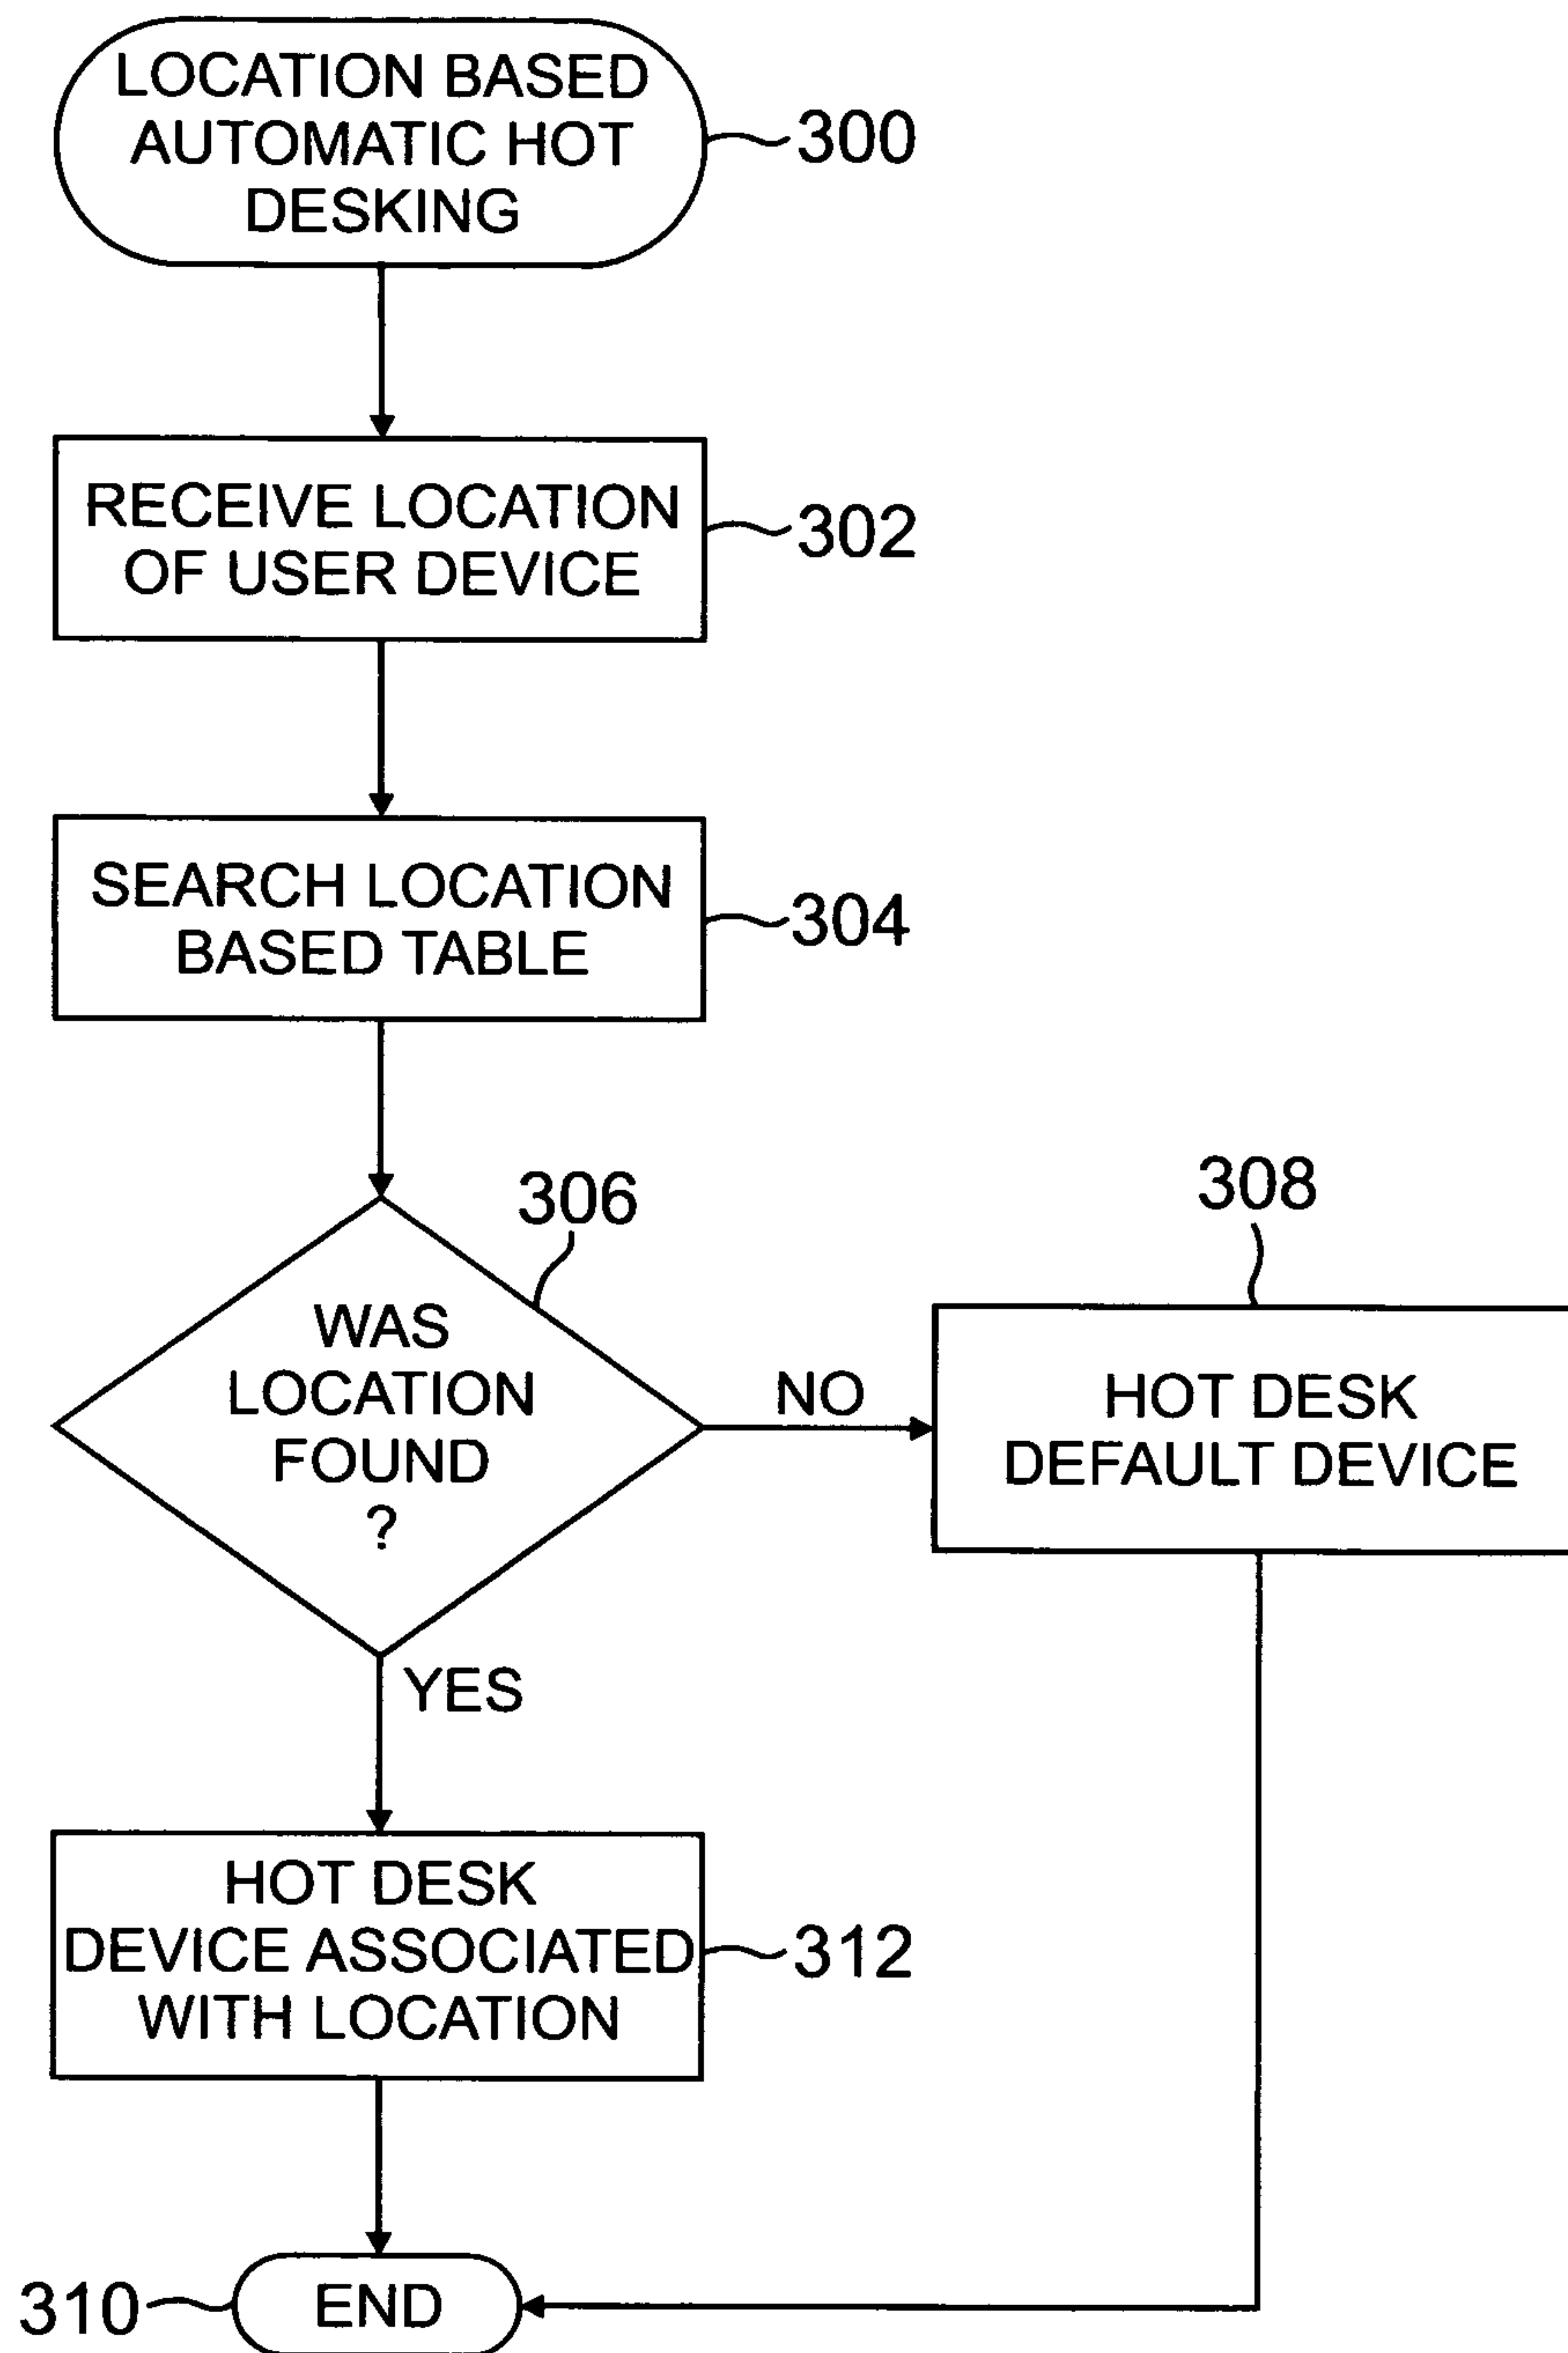 LOCATION BASED
AUTOMATIC HOT
DESKING
300
RECEIVE LOCATION
OF USER DEVICE
302
SEARCH LOCATION
BASED TABLE
304
306
WAS
LOCATION
FOUND
?
NO
308
HOT DESK
DEFAULT DEVICE
YES
HOT DESK
DEVICE ASSOCIATED
WITH LOCATION
312
310
END